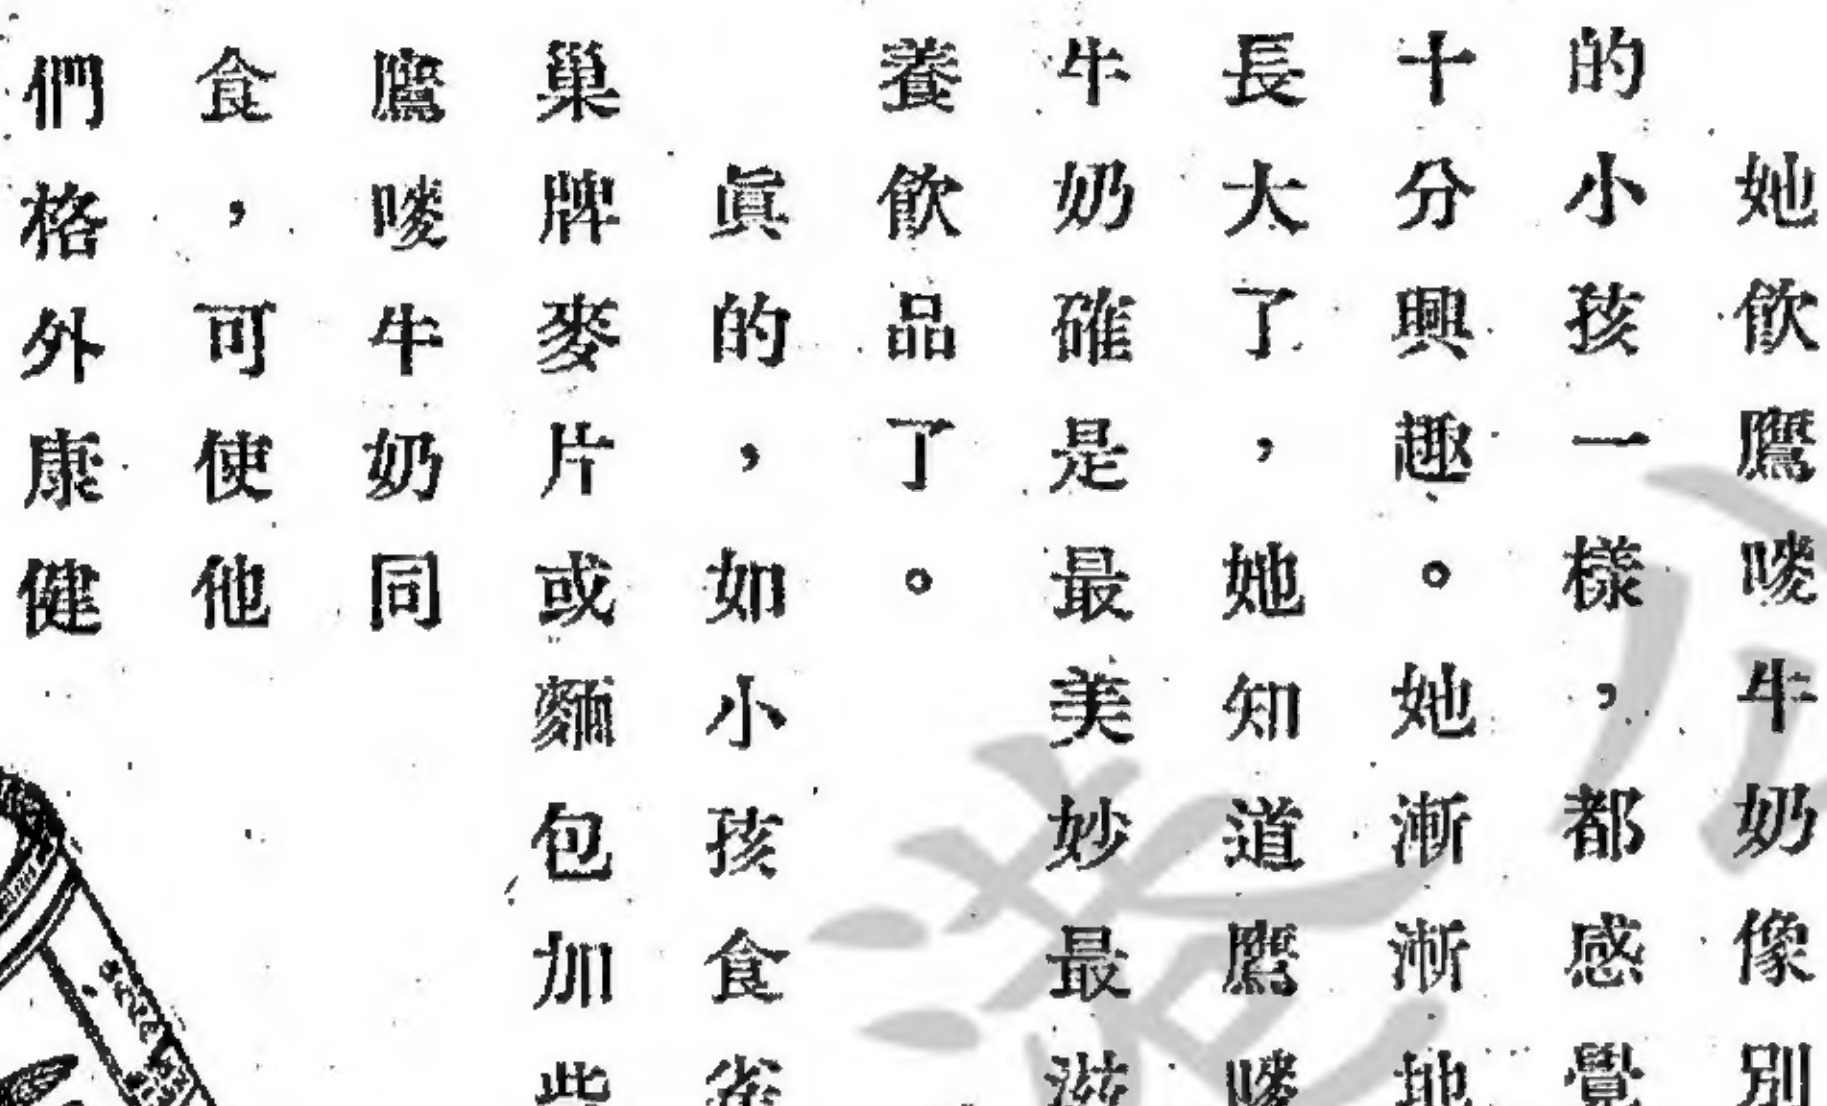 她飲鷹嘜牛奶像別
的小孩一樣,都感覺
十分興趣。她漸漸地
長大了,她知道鷹嘜
牛奶確是最美妙最滋
養飲品了。
眞的,如小孩食雀
巢牌麥片或麵包加些
鷹嘜牛奶同
食,可使他
們格外康健